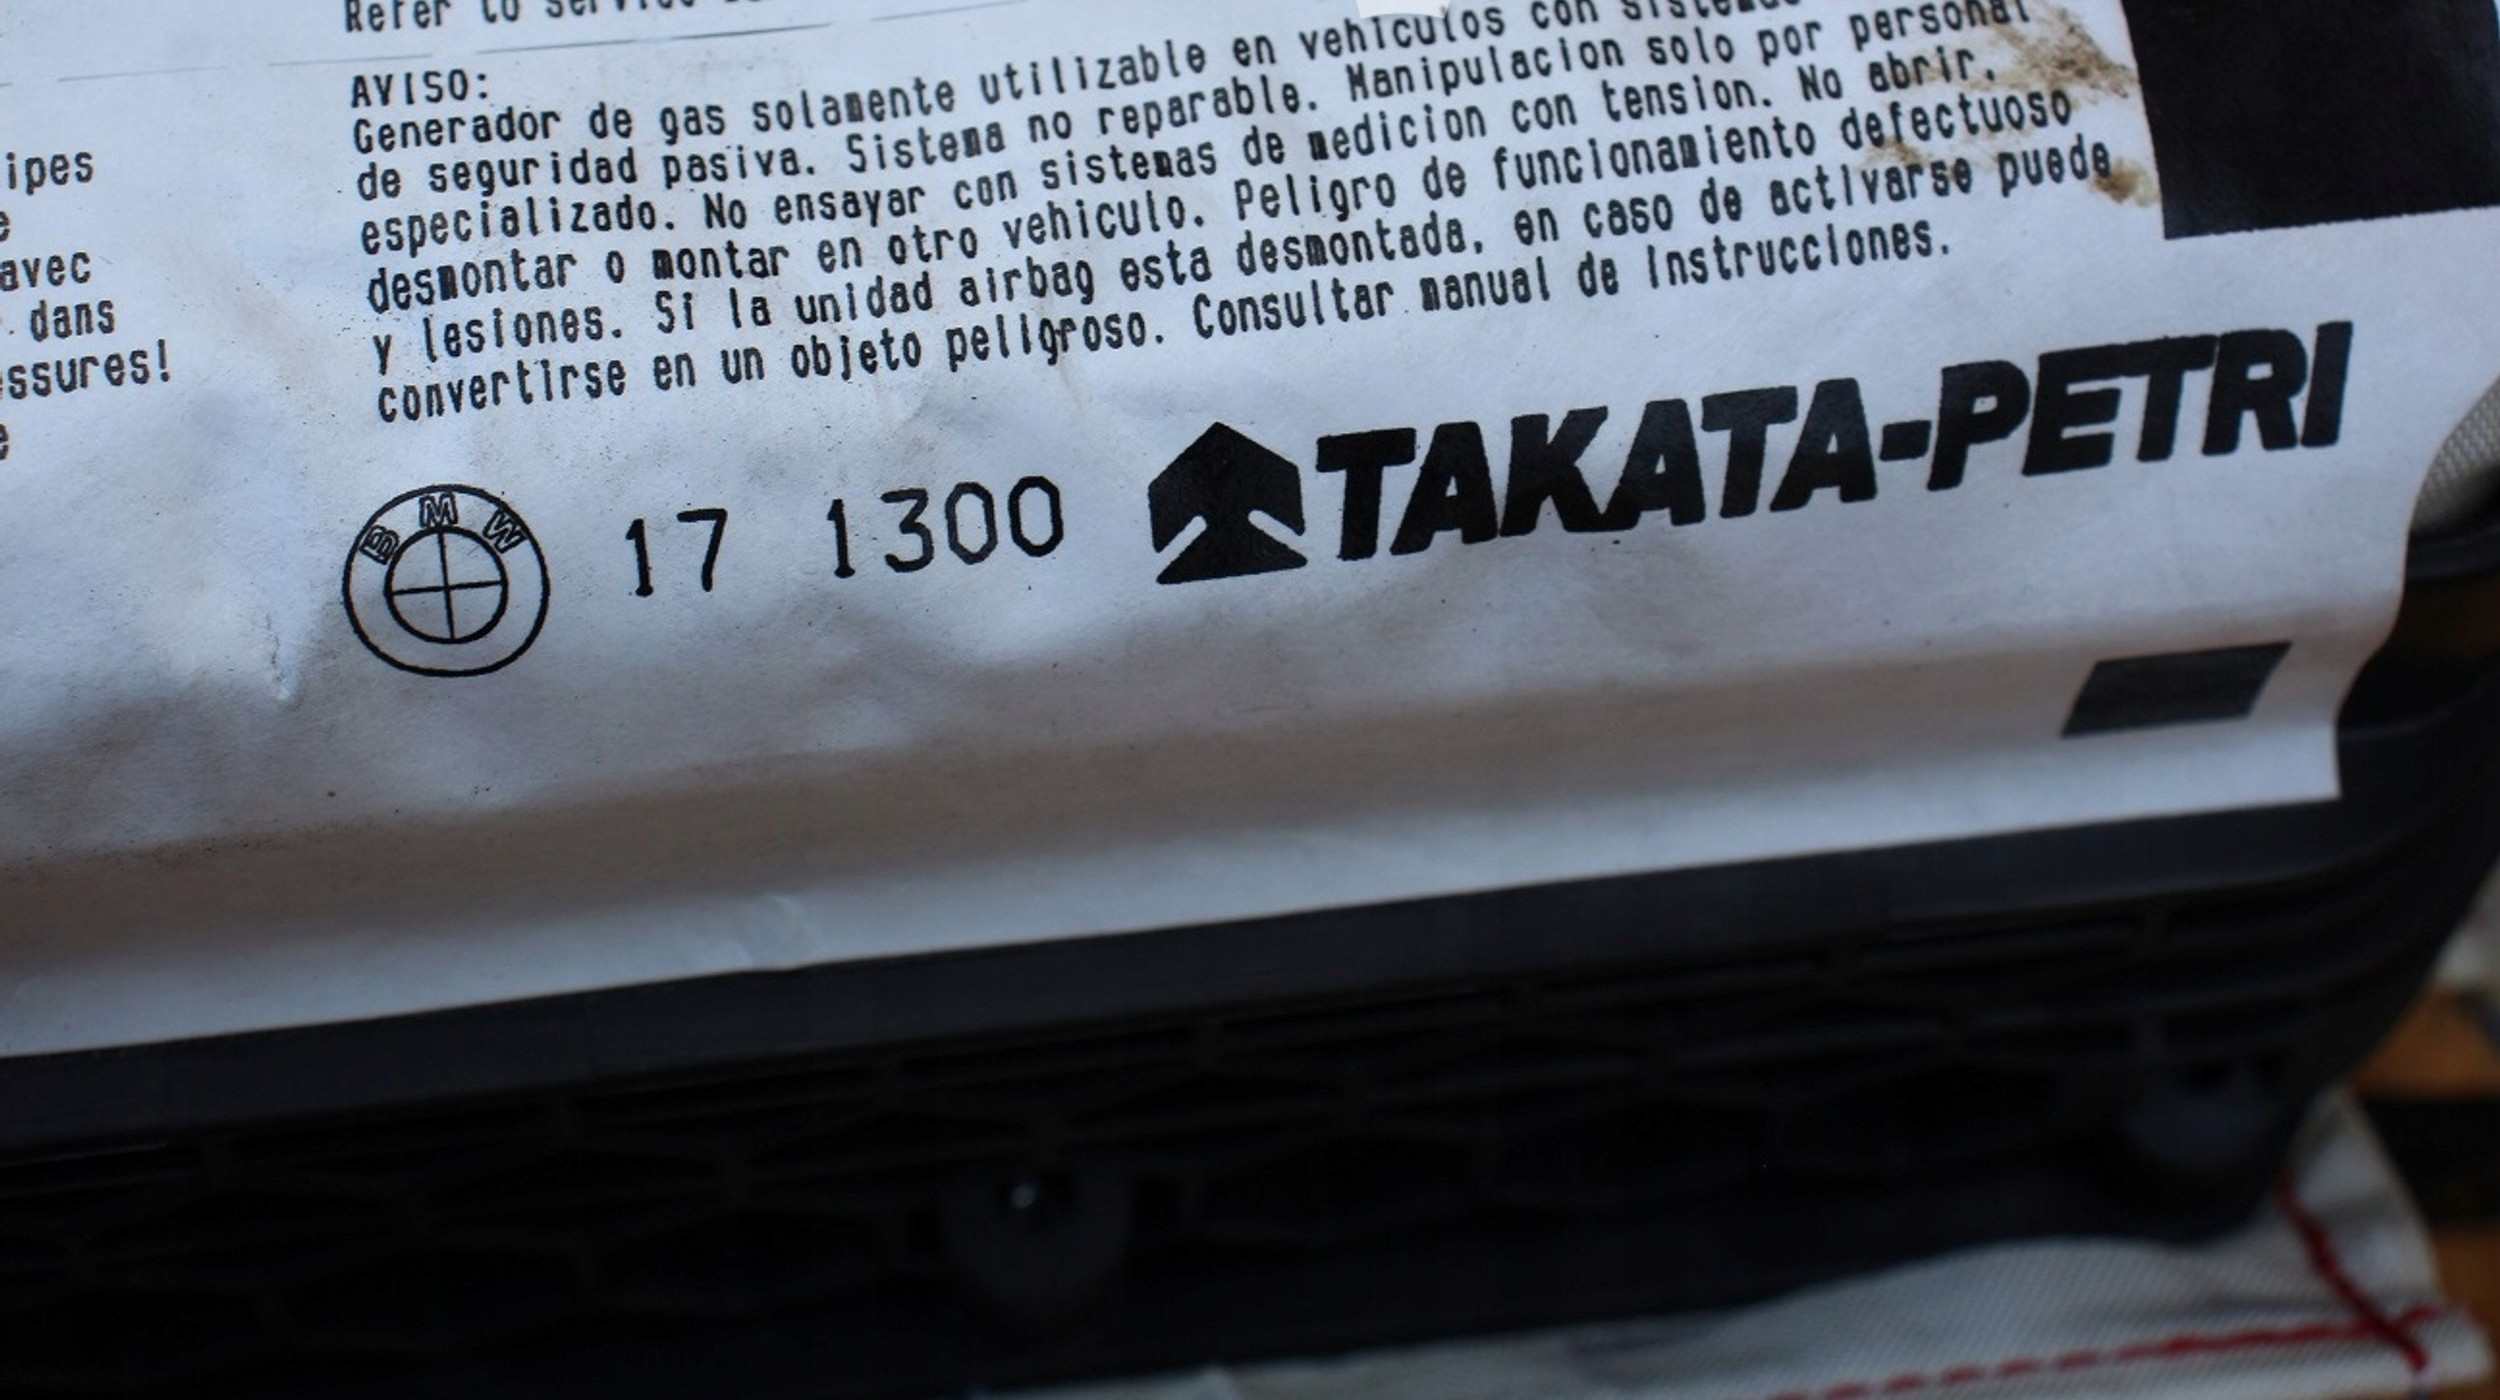 Refer to
AVISO:
Generador de gas solamente utilizable en vehiculos con
de seguridad pasiva. Sistema no reparable. Manipulacion solo por personal
especializado. No ensayar con sistemas de medicion con tension. No abrir,
desmontar o montar en otro vehiculo. Peligro de funcionamiento defectuoso
y lesiones. Si la unidad airbag esta desmontada, en caso de activarse puede
convertirse en un objeto peligroso. Consultar manual de Instrucciones.
ipes
avec
dans
ssures!
BMW 17 1300 TAKATA-PETRI